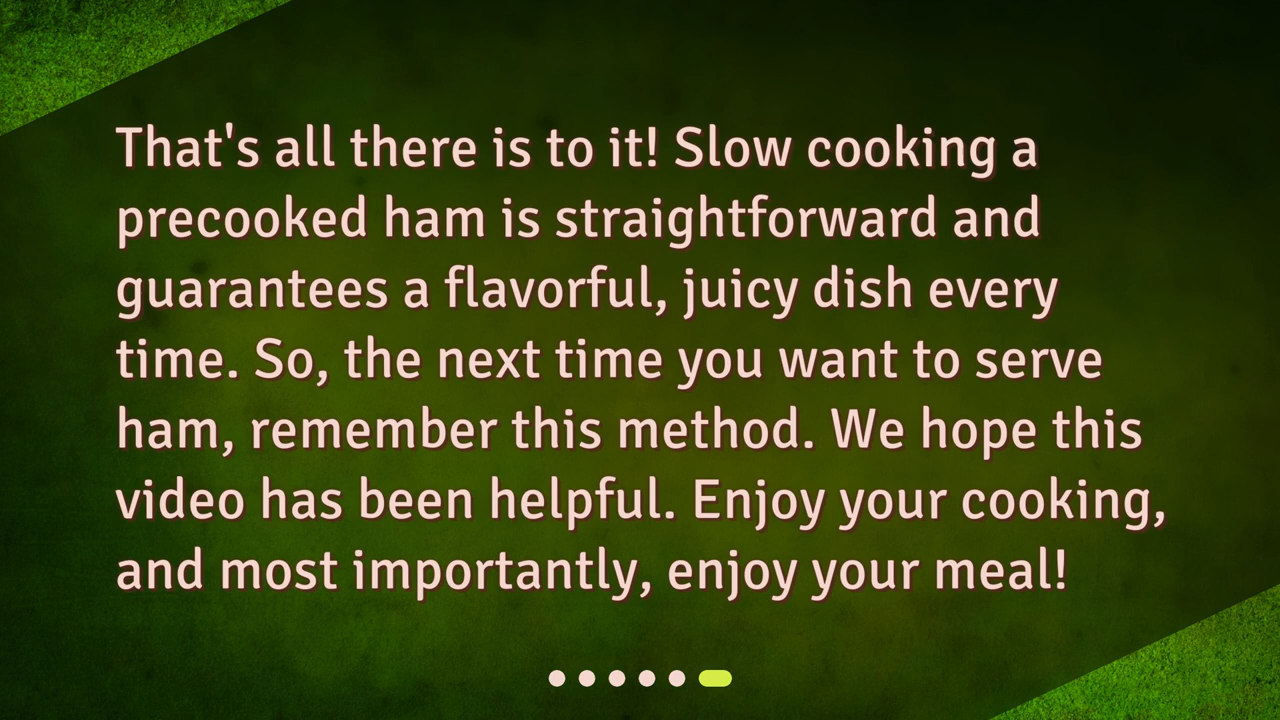 That's all there is to it! Slow cooking a
precooked ham is straightforward and
guarantees a flavorful, juicy dish every
time. So, the next time you want to serve
ham, remember this method. We hope this
video has been helpful. Enjoy your cooking,
and most importantly, enjoy your meal!